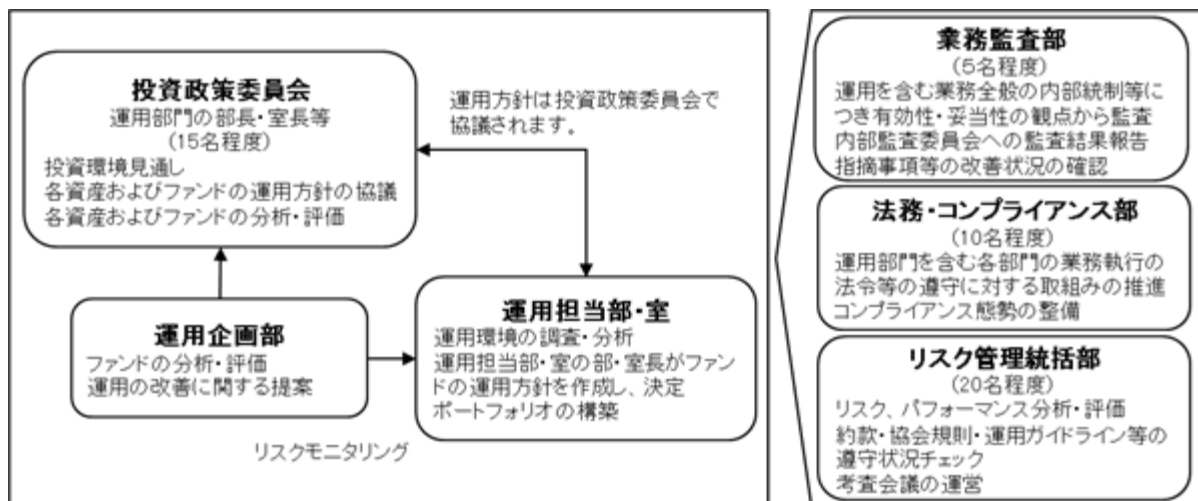 投資政策委員会
運用部門の部長・室長等
(15名程度)
投資環境見通し
各資産およびファンドの運用方針の協議
各資産およびファンドの分析・評価
運用方針は投資政策委員会で
協議されます。
運用企画部
ファンドの分析・評価
運用の改善に関する提案
運用担当部・室
運用環境の調査・分析
運用担当部・室の部・室長がファン
ドの運用方針を作成し、決定
ポートフォリオの構築
リスクモニタリング
業務監査部
(5名程度)
運用を含む業務全般の内部統制等に
つき有効性・妥当性の観点から監査
内部監査委員会への監査結果報告
指摘事項等の改善状況の確認
法務・コンプライアンス部
(10名程度)
運用部門を含む各部門の業務執行の
法令等の遵守に対する取組みの推進
コンプライアンス態勢の整備
リスク管理統括部
(20名程度)
リスク、パフォーマンス分析・評価
約款・協会規則・運用ガイドライン等の
遵守状況チェック
考査会議の運営